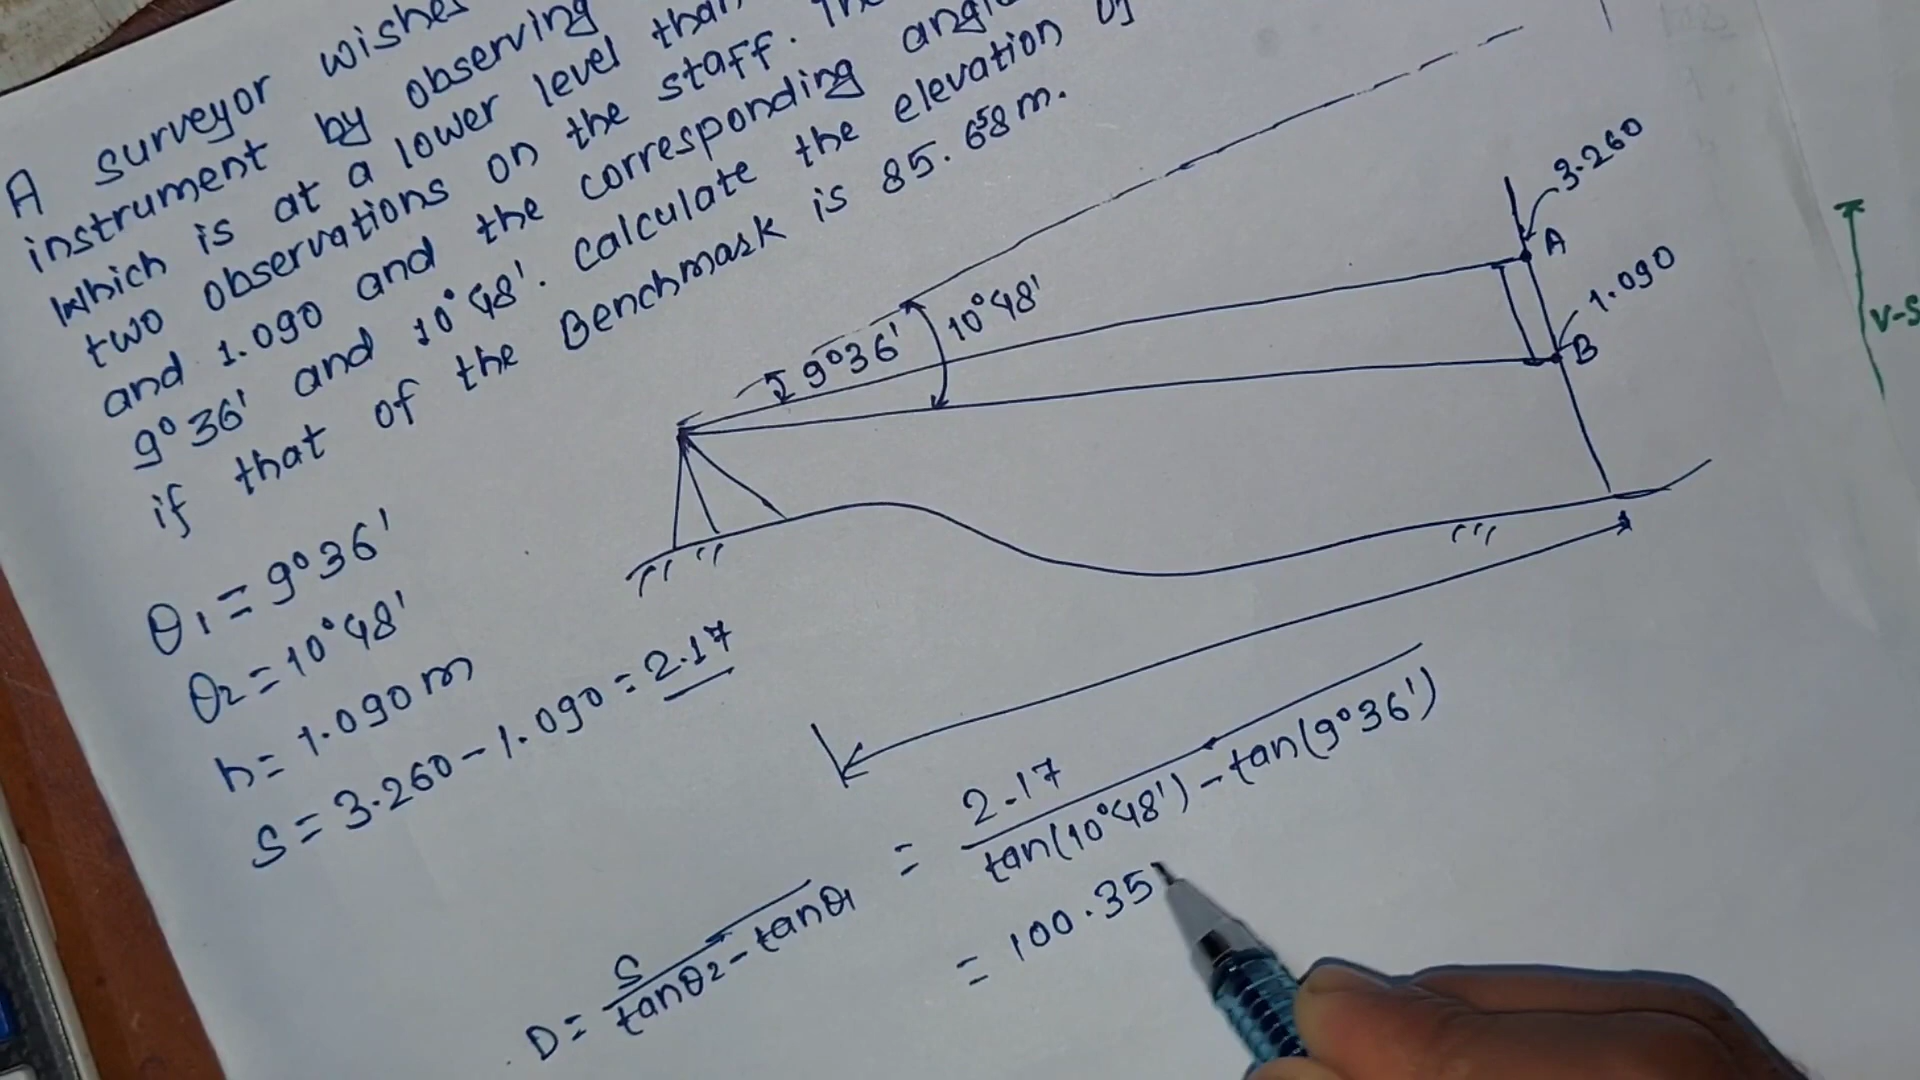 A surveyor wishes
instrument by observing
which is at a lower level than
two observations on the staff. The
and 1.090 and the corresponding
9°36' and 10°48'. calculate the elevation of
if that of the Benchmark is 85.658m.
3.260
A
1.090
B
9°36'
10°48'
V-S
θ1 = 9°36'
θ2 = 10°48'
h = 1.090m
S = 3.260 - 1.090 = 2.17
D = S / tanθ2 - tanθ1 = 2.17 / tan(10°48') - tan(9°36')
= 100.35